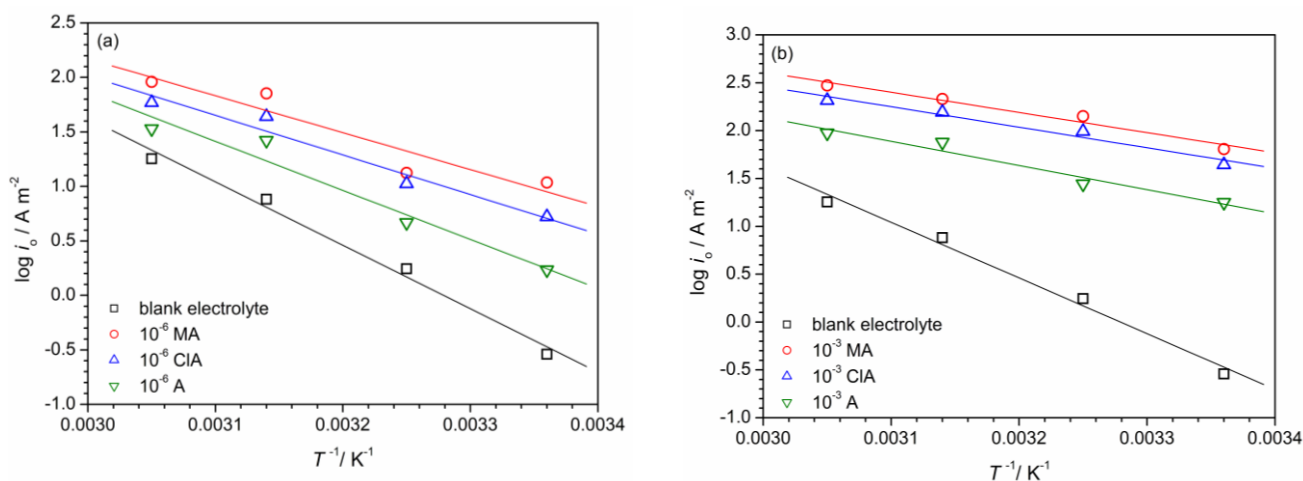 (a)
2.5
2.0
1.5
1.0
0.5
0.0
-0.5
-1.0
log i₀ / A m⁻²
blank electrolyte
10⁻⁶ MA
10⁻⁶ ClA
10⁻⁶ A
0.0030 0.0031 0.0032 0.0033 0.0034
T⁻¹/ K⁻¹
(b)
3.0
2.5
2.0
1.5
1.0
0.5
0.0
-0.5
-1.0
log i₀ / A m⁻²
blank electrolyte
10⁻³ MA
10⁻³ ClA
10⁻³ A
0.0030 0.0031 0.0032 0.0033 0.0034
T⁻¹/ K⁻¹